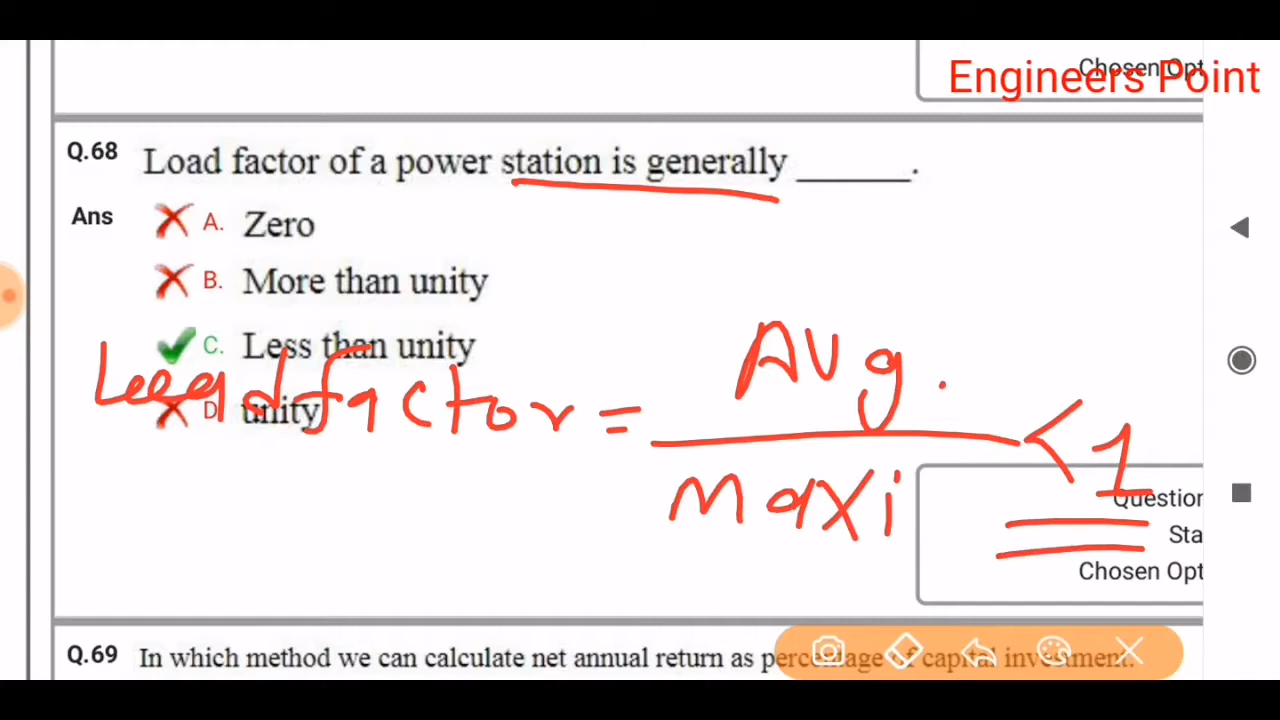 Chosen Opt
Engineers Point
Q.68 Load factor of a power station is generally ______.
Ans A. Zero
B. More than unity
C. Less than unity
D. unity
Load factor = Avg. / Maxi < 1
Question
Sta
Chosen Opt
Q.69 In which method we can calculate net annual return as percentage of capital investment.